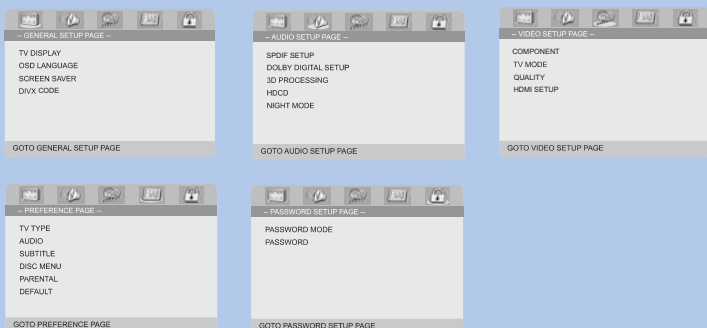 -- GENERAL SETUP PAGE --
TV DISPLAY
OSD LANGUAGE
SCREEN SAVER
DIVX CODE
GOTO GENERAL SETUP PAGE
-- AUDIO SETUP PAGE --
SPDIF SETUP
DOLBY DIGITAL SETUP
3D PROCESSING
HDCD
NIGHT MODE
GOTO AUDIO SETUP PAGE
-- VIDEO SETUP PAGE --
COMPONENT
TV MODE
QUALITY
HDMI SETUP
GOTO VIDEO SETUP PAGE
-- PREFERENCE PAGE --
TV TYPE
AUDIO
SUBTITLE
DISC MENU
PARENTAL
DEFAULT
GOTO PREFERENCE PAGE
-- PASSWORD SETUP PAGE --
PASSWORD MODE
PASSWORD
GOTO PASSWORD SETUP PAGE